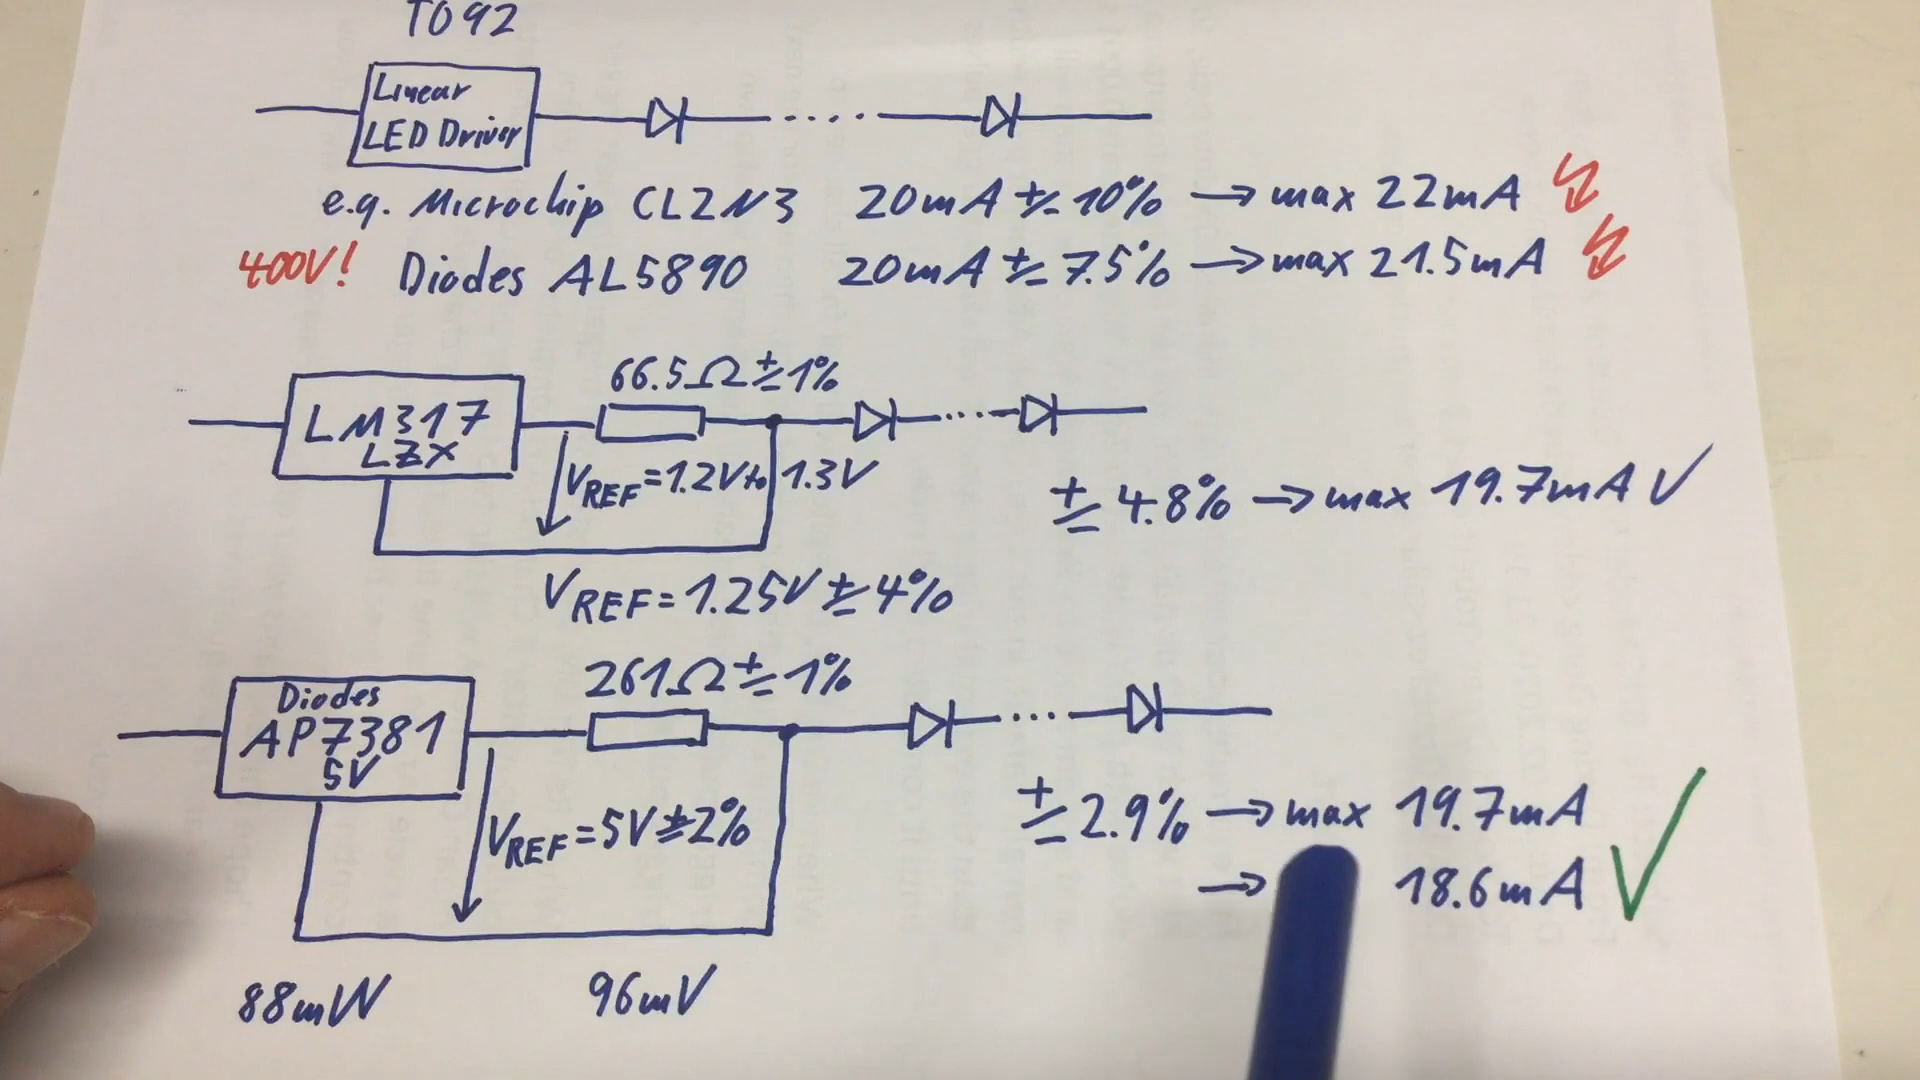 TO92
Linear
LED Driver
e.g. Microchip CL2N3 20mA ± 10% → max 22mA
400V! Diodes AL5890 20mA ± 7.5% → max 21.5mA
66.5Ω ± 1%
LM317
LZX
VREF = 1.2V to 1.3V
± 4.8% → max 19.7mA ✓
VREF = 1.25V ± 4%
261Ω ± 1%
Diodes
AP7381
5V
VREF = 5V ± 2%
± 2.9% → max 19.7mA
→ 18.6mA ✓
88mW 96mV